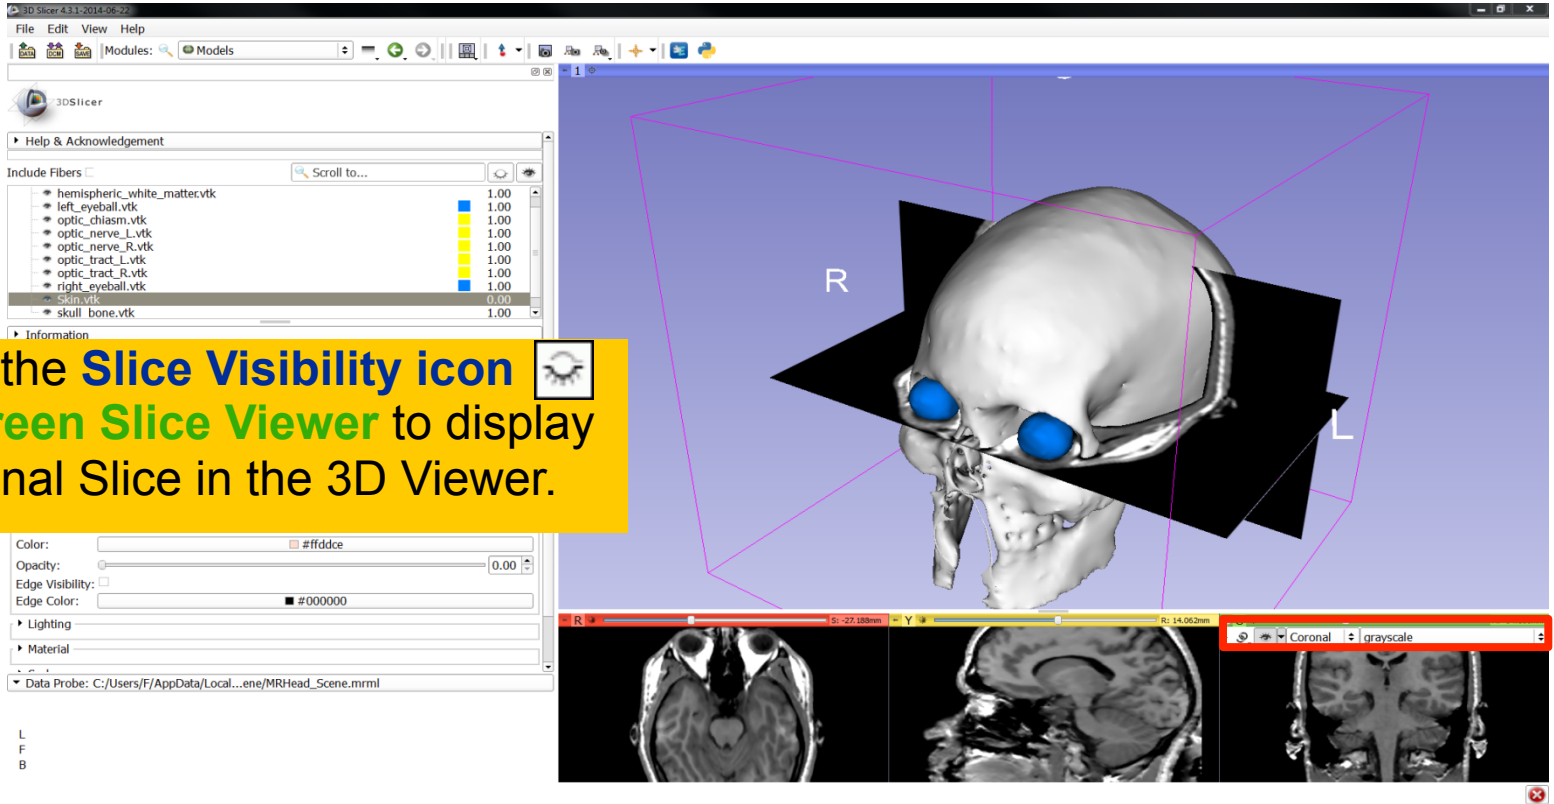 3D Slicer 4.3.1-2014-06-22
File Edit View Help
DATA DCM SAVE Modules: Models
1
3DSlicer
Help & Acknowledgement
Include Fibers Scroll to...
hemispheric_white_matter.vtk 1.00
left_eyeball.vtk 1.00
optic_chiasm.vtk 1.00
optic_nerve_L.vtk 1.00
optic_nerve_R.vtk 1.00
optic_tract_L.vtk 1.00
optic_tract_R.vtk 1.00
right_eyeball.vtk 1.00
Skin.vtk 0.00
skull_bone.vtk 1.00
Information
R
L
the Slice Visibility icon
reen Slice Viewer to display
nal Slice in the 3D Viewer.
Color: #ffddce
Opacity: 0.00
Edge Visibility:
Edge Color: #000000
Lighting
Material
R S: -27.188mm
Y R: 14.062mm
Coronal grayscale
Data Probe: C:/Users/F/AppData/Local...ene/MRHead_Scene.mrml
L
F
B